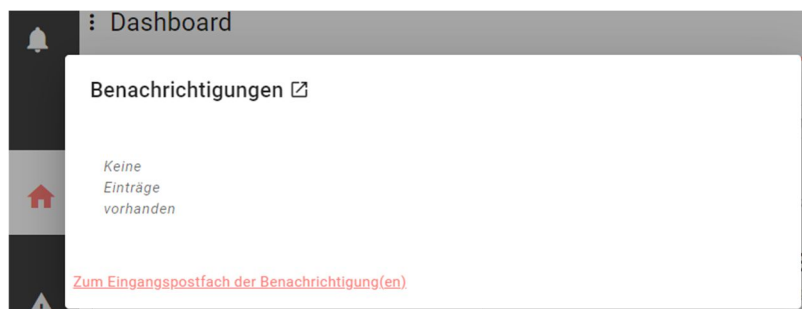 Dashboard
Benachrichtigungen
Keine
Einträge
vorhanden
Zum Eingangspostfach der Benachrichtigung(en)